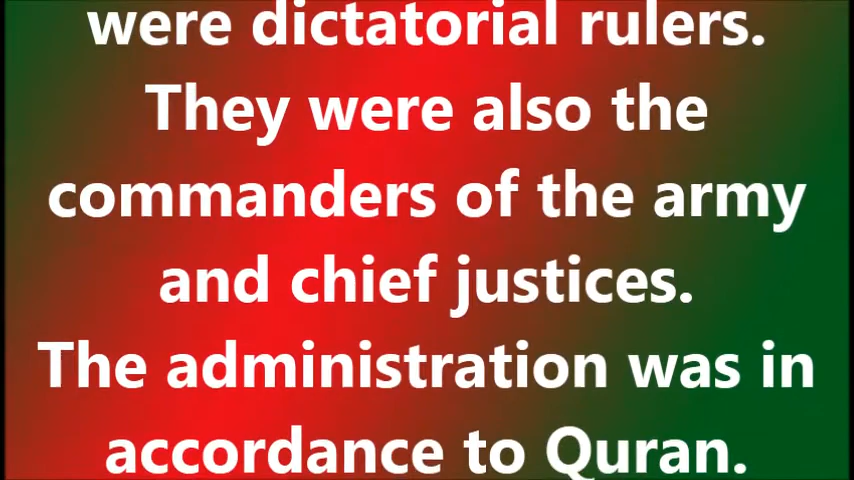 were dictatorial rulers.
They were also the
commanders of the army
and chief justices.
The administration was in
accordance to Quran.